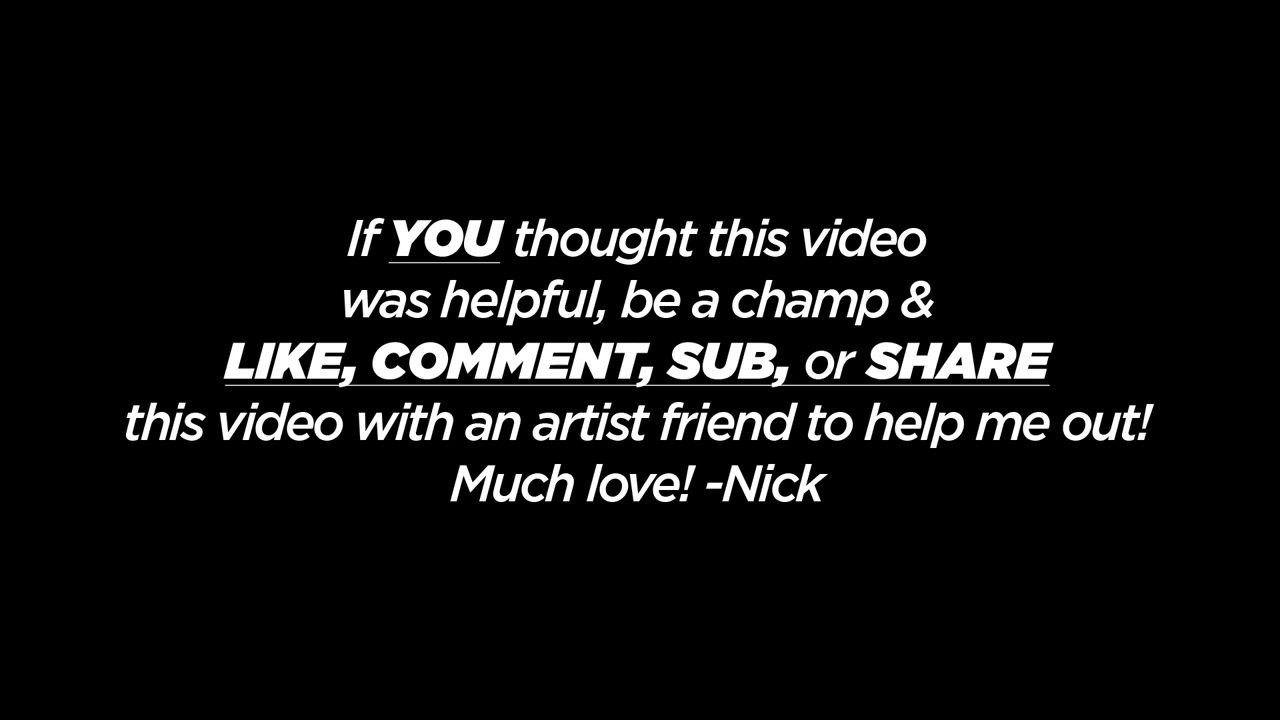 If YOU thought this video
was helpful, be a champ &
LIKE, COMMENT, SUB, or SHARE
this video with an artist friend to help me out!
Much love! -Nick